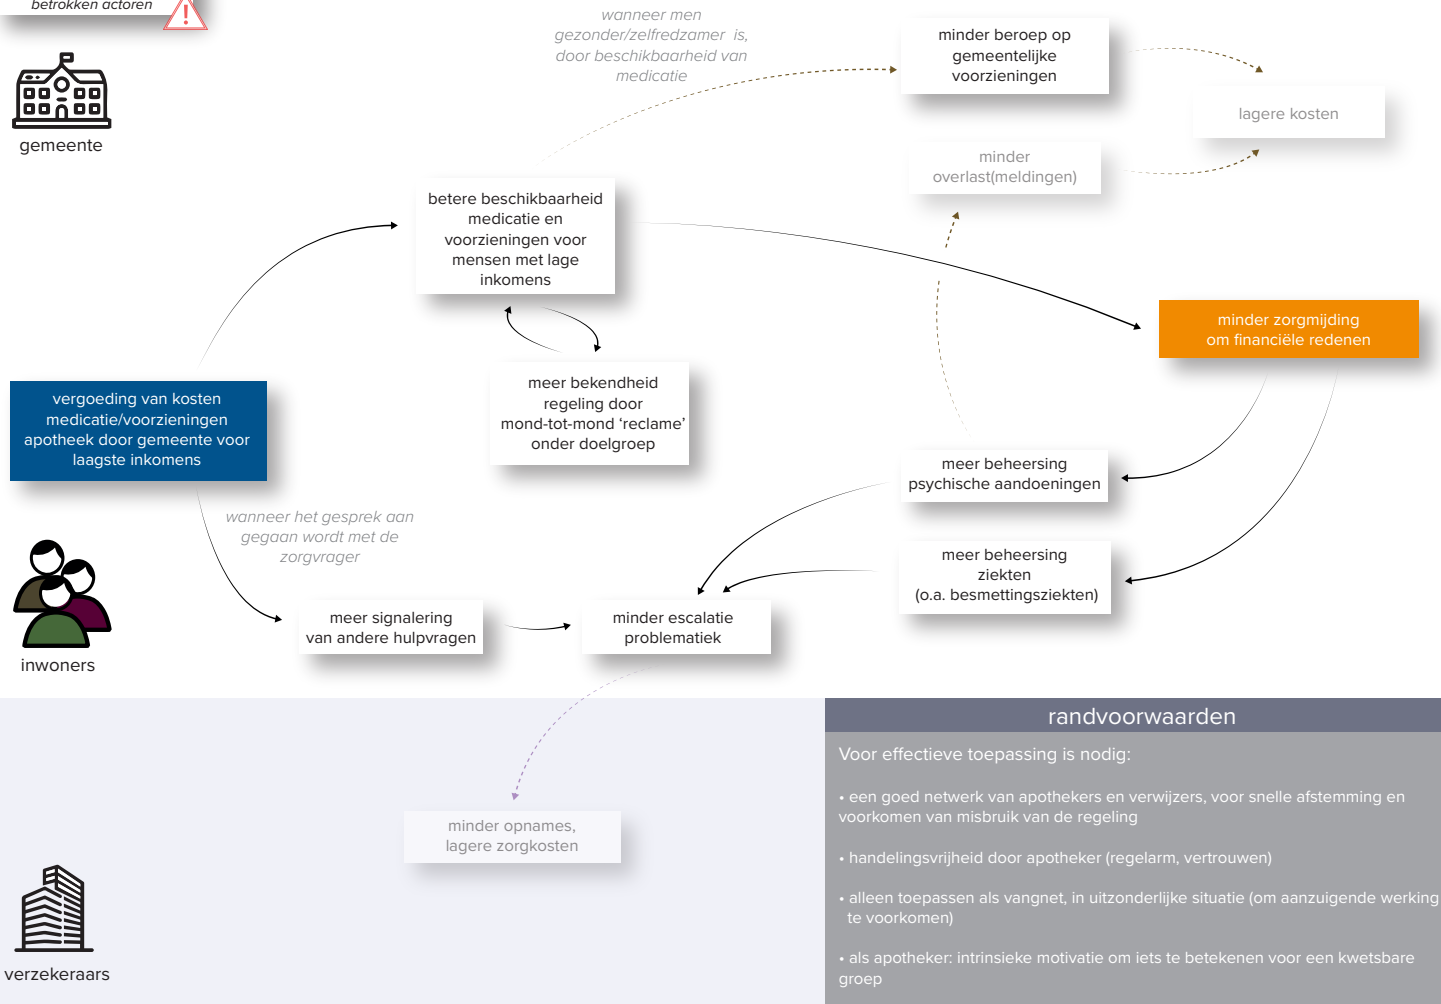 betrokken actoren
gemeente
wanneer men
gezonder/zelfredzamer is,
door beschikbaarheid van
medicatie
minder beroep op
gemeentelijke
voorzieningen
lagere kosten
minder
overlast(meldingen)
betere beschikbaarheid
medicatie en
voorzieningen voor
mensen met lage
inkomens
minder zorgmijding
om financiële redenen
meer bekendheid
regeling door
mond-tot-mond ‘reclame’
onder doelgroep
vergoeding van kosten
medicatie/voorzieningen
apotheek door gemeente voor
laagste inkomens
meer beheersing
psychische aandoeningen
wanneer het gesprek aan
gegaan wordt met de
zorgvrager
meer beheersing
ziekten
(o.a. besmettingsziekten)
meer signalering
van andere hulpvragen
minder escalatie
problematiek
inwoners
minder opnames,
lagere zorgkosten
verzekeraars
randvoorwaarden
Voor effectieve toepassing is nodig:
• een goed netwerk van apothekers en verwijzers, voor snelle afstemming en
voorkomen van misbruik van de regeling
• handelingsvrijheid door apotheker (regelarm, vertrouwen)
• alleen toepassen als vangnet, in uitzonderlijke situatie (om aanzuigende werking
te voorkomen)
• als apotheker: intrinsieke motivatie om iets te betekenen voor een kwetsbare
groep